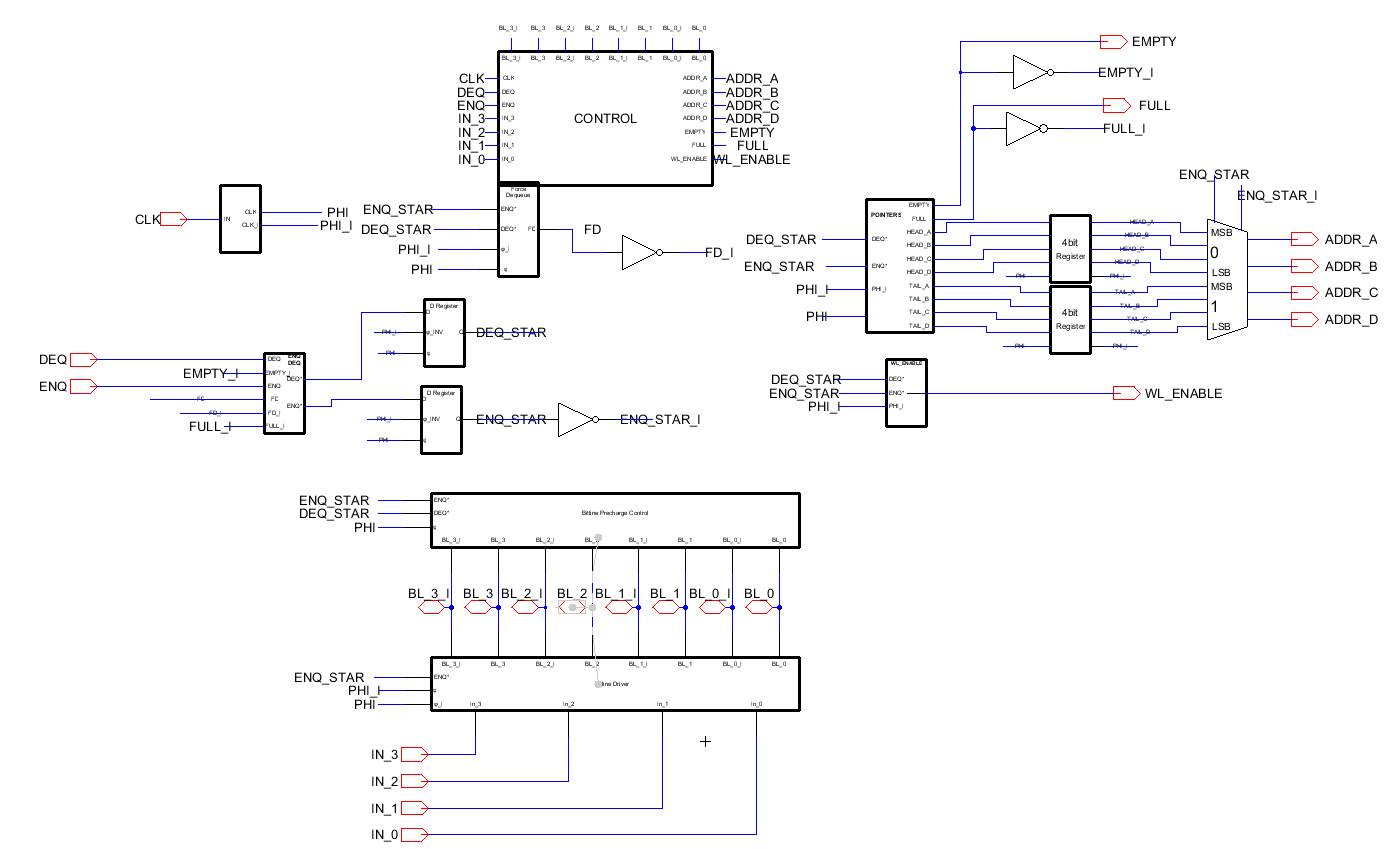 BL_3_I BL_3 BL_2_I BL_2 BL_1_I BL_1 BL_0_I BL_0
BL_3_I BL_3 BL_2_I BL_2 BL_1_I BL_1 BL_0_I BL_0
CLK CLK ADDR_A ADDR_A
DEQ DEQ ADDR_B ADDR_B
ENQ ENQ ADDR_C ADDR_C
IN_3 IN_3 CONTROL ADDR_D ADDR_D
IN_2 IN_2 EMPTY EMPTY
IN_1 IN_1 FULL FULL
IN_0 IN_0 WL_ENABLE WL_ENABLE
EMPTY
EMPTY_I
FULL
FULL_I
CLK IN CLK PHI
CLK_I PHI_I
Force
Dequeue
ENQ_STAR ENQ*
DEQ_STAR DEQ* FD FD
PHI_I φ_I
PHI φ
FD_I
POINTERS
EMPTY
FULL
HEAD_A
HEAD_B
HEAD_C
HEAD_D
TAIL_A
TAIL_B
TAIL_C
TAIL_D
DEQ_STAR DEQ*
ENQ_STAR ENQ*
PHI_I PHI_I
PHI
4bit
Register
HEAD_A
HEAD_B
HEAD_C
HEAD_D
PHI PHI_I
4bit
Register
TAIL_A
TAIL_B
TAIL_C
TAIL_D
PHI PHI_I
ENQ_STAR
ENQ_STAR_I
MSB
0
LSB
MSB
1
LSB
ADDR_A
ADDR_B
ADDR_C
ADDR_D
D Register
D
PHI_I φ_INV Q DEQ_STAR
PHI φ
ENQ
DEQ
DEQ DEQ
EMPTY_I EMPTY_I DEQ*
ENQ ENQ
FD FD ENQ*
FD_I FD_I
FULL_I FULL_I
D Register
D
PHI_I φ_INV Q ENQ_STAR ENQ_STAR_I
PHI φ
WL_ENABLE
DEQ_STAR DEQ*
ENQ_STAR ENQ* WL_ENABLE
PHI_I PHI_I
ENQ_STAR ENQ*
DEQ_STAR DEQ* Bitline Precharge Control
PHI φ
BL_3_I BL_3 BL_2_I BL_1_I BL_1 BL_0_I BL_0
BL_3_I BL_3 BL_2_I BL_2 BL_1_I BL_1 BL_0_I BL_0
BL_3_I BL_3 BL_2_I BL_2 BL_1_I BL_1 BL_0_I BL_0
ENQ_STAR ENQ*
PHI_I φ line Driver
PHI φ_I
In_3 In_2 In_1 In_0
IN_3
IN_2
IN_1
IN_0